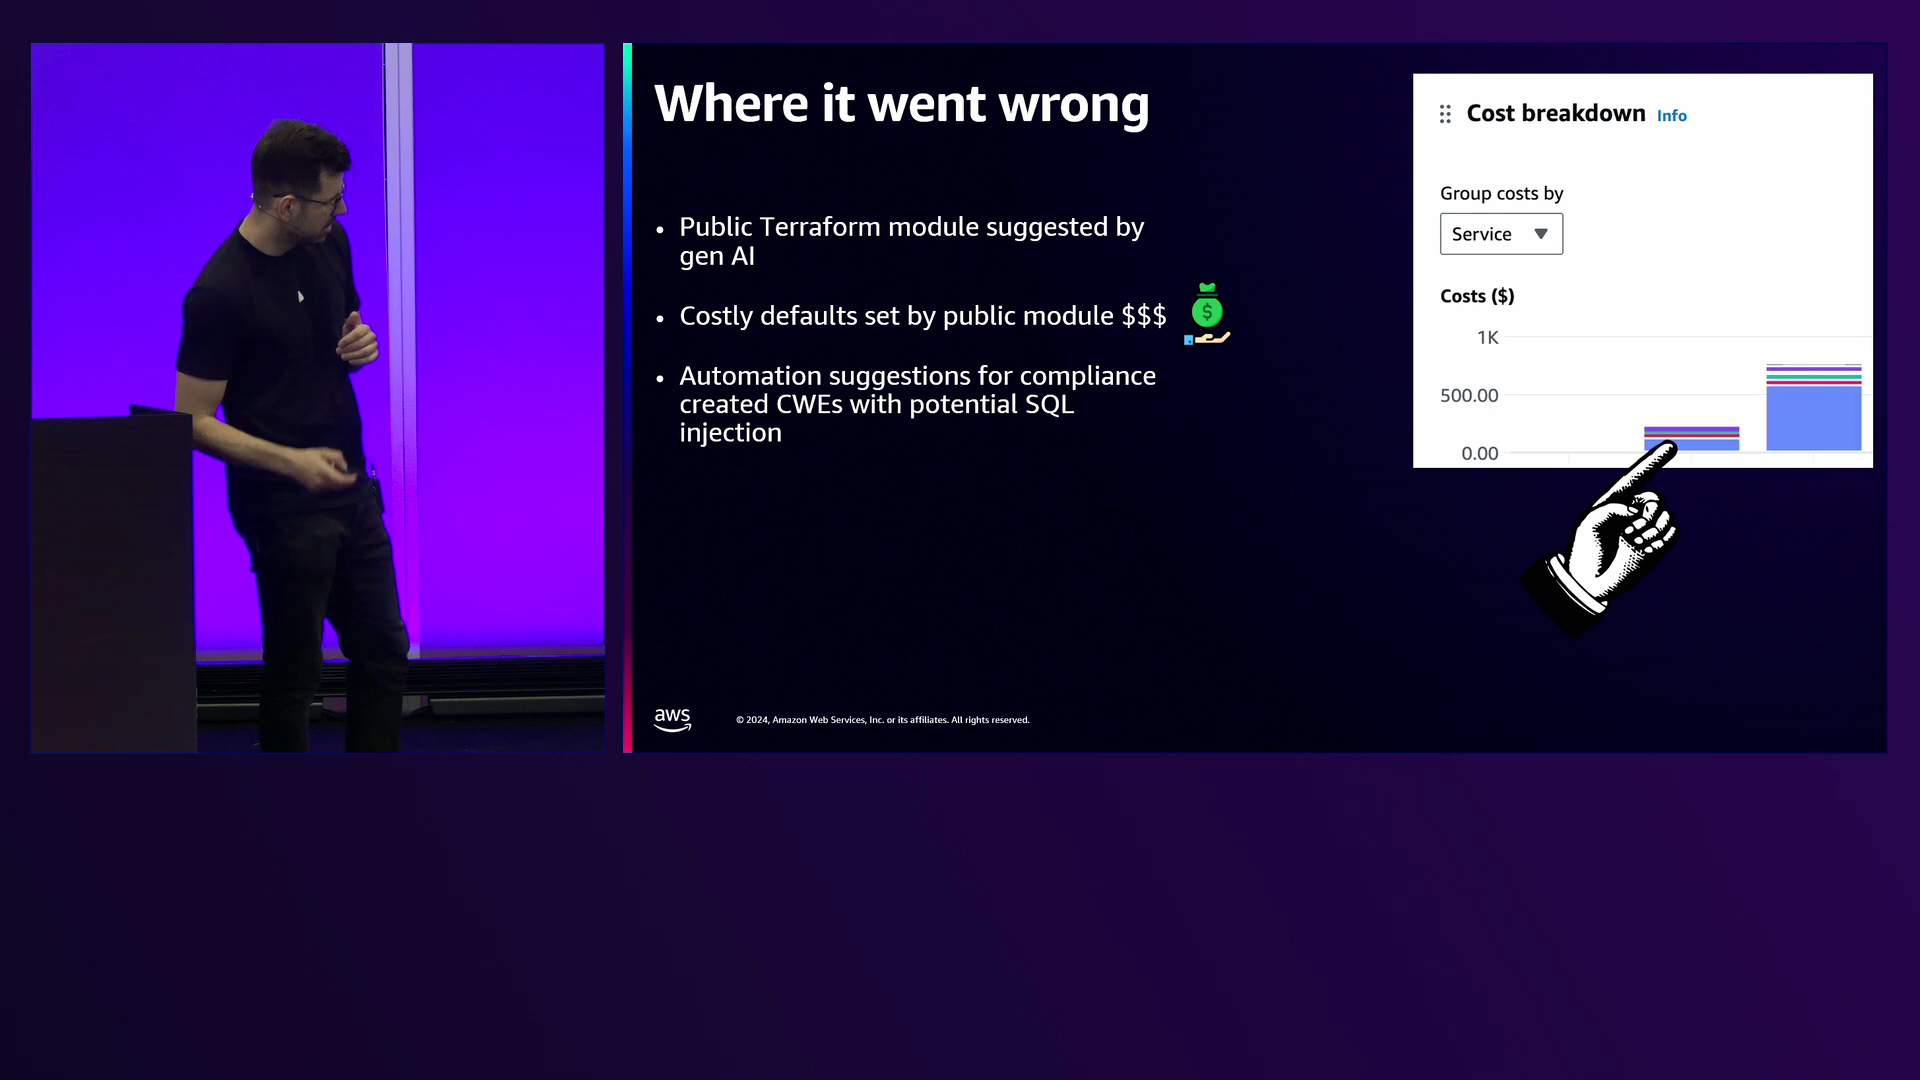 Where it went wrong
• Public Terraform module suggested by
gen AI
• Costly defaults set by public module $$$
$
• Automation suggestions for compliance
created CWEs with potential SQL
injection
Cost breakdown Info
Group costs by
Service
Costs ($)
1K
500.00
0.00
aws
© 2024, Amazon Web Services, Inc. or its affiliates. All rights reserved.